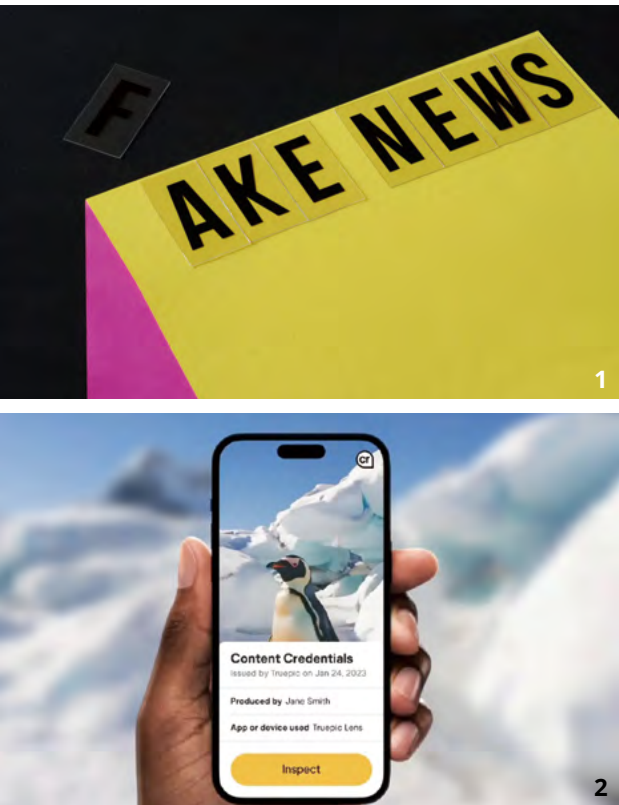 F AKE NEWS
1
cr
Content Credentials
Issued by Truepic on Jan 24, 2023
Produced by Jane Smith
App or device used Truepic Lens
Inspect
2